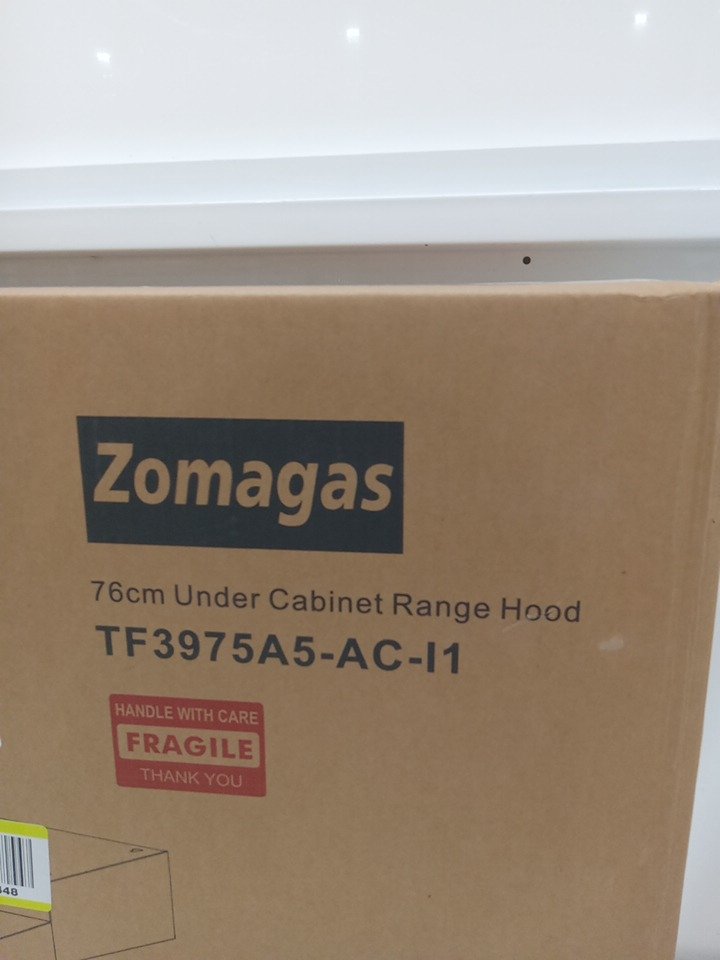 Zomagas
76cm Under Cabinet Range Hood
TF3975A5-AC-I1
HANDLE WITH CARE
FRAGILE
THANK YOU